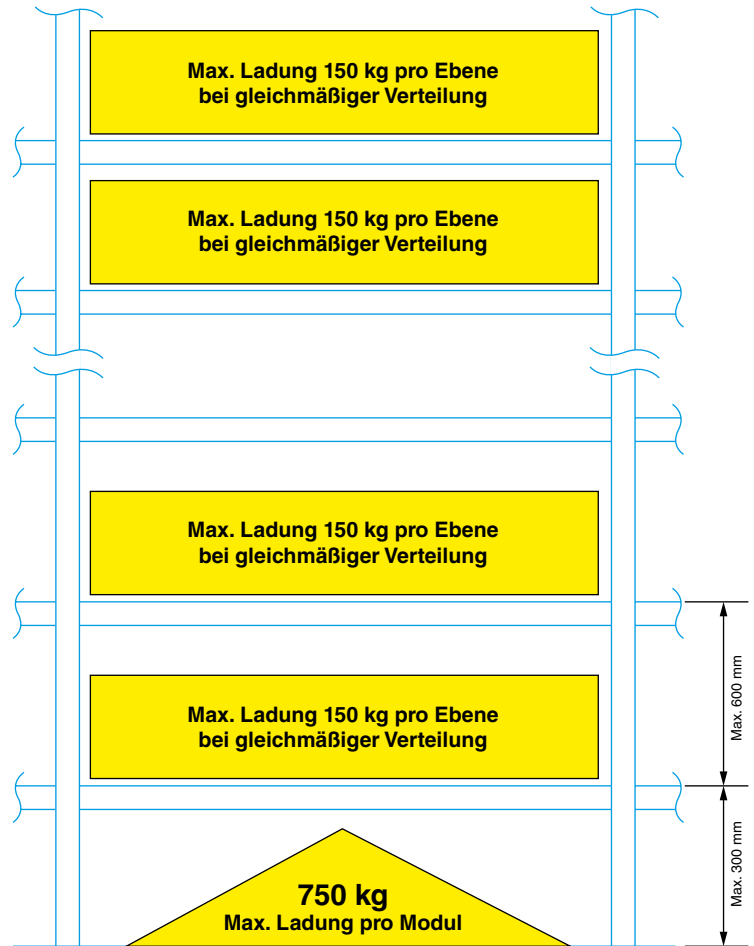 Max. Ladung 150 kg pro Ebene
bei gleichmäßiger Verteilung
Max. Ladung 150 kg pro Ebene
bei gleichmäßiger Verteilung
Max. Ladung 150 kg pro Ebene
bei gleichmäßiger Verteilung
Max. 600 mm
Max. Ladung 150 kg pro Ebene
bei gleichmäßiger Verteilung
Max. 300 mm
750 kg
Max. Ladung pro Modul